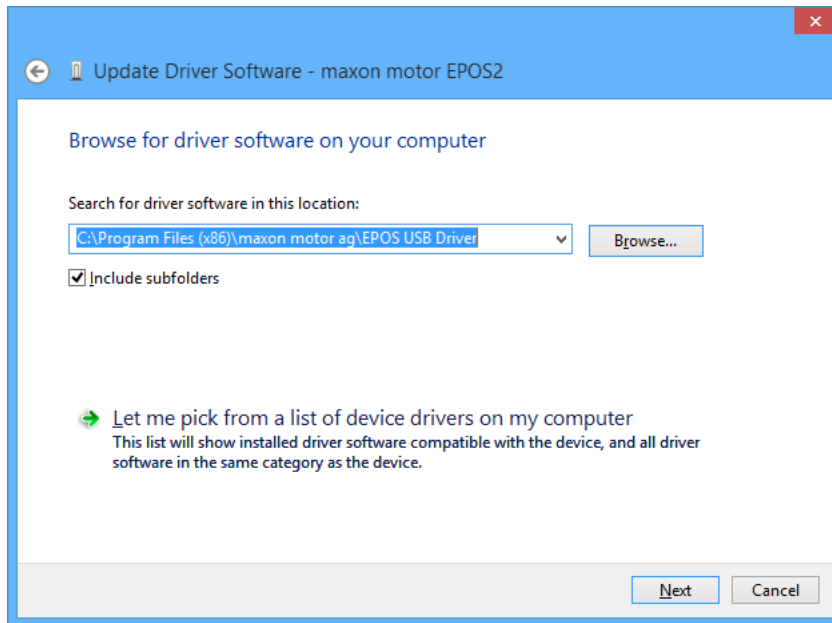 Update Driver Software - maxon motor EPOS2
Browse for driver software on your computer
Search for driver software in this location:
C:\Program Files (x86)\maxon motor ag\EPOS USB Driver
Browse...
Include subfolders
Let me pick from a list of device drivers on my computer
This list will show installed driver software compatible with the device, and all driver
software in the same category as the device.
Next
Cancel